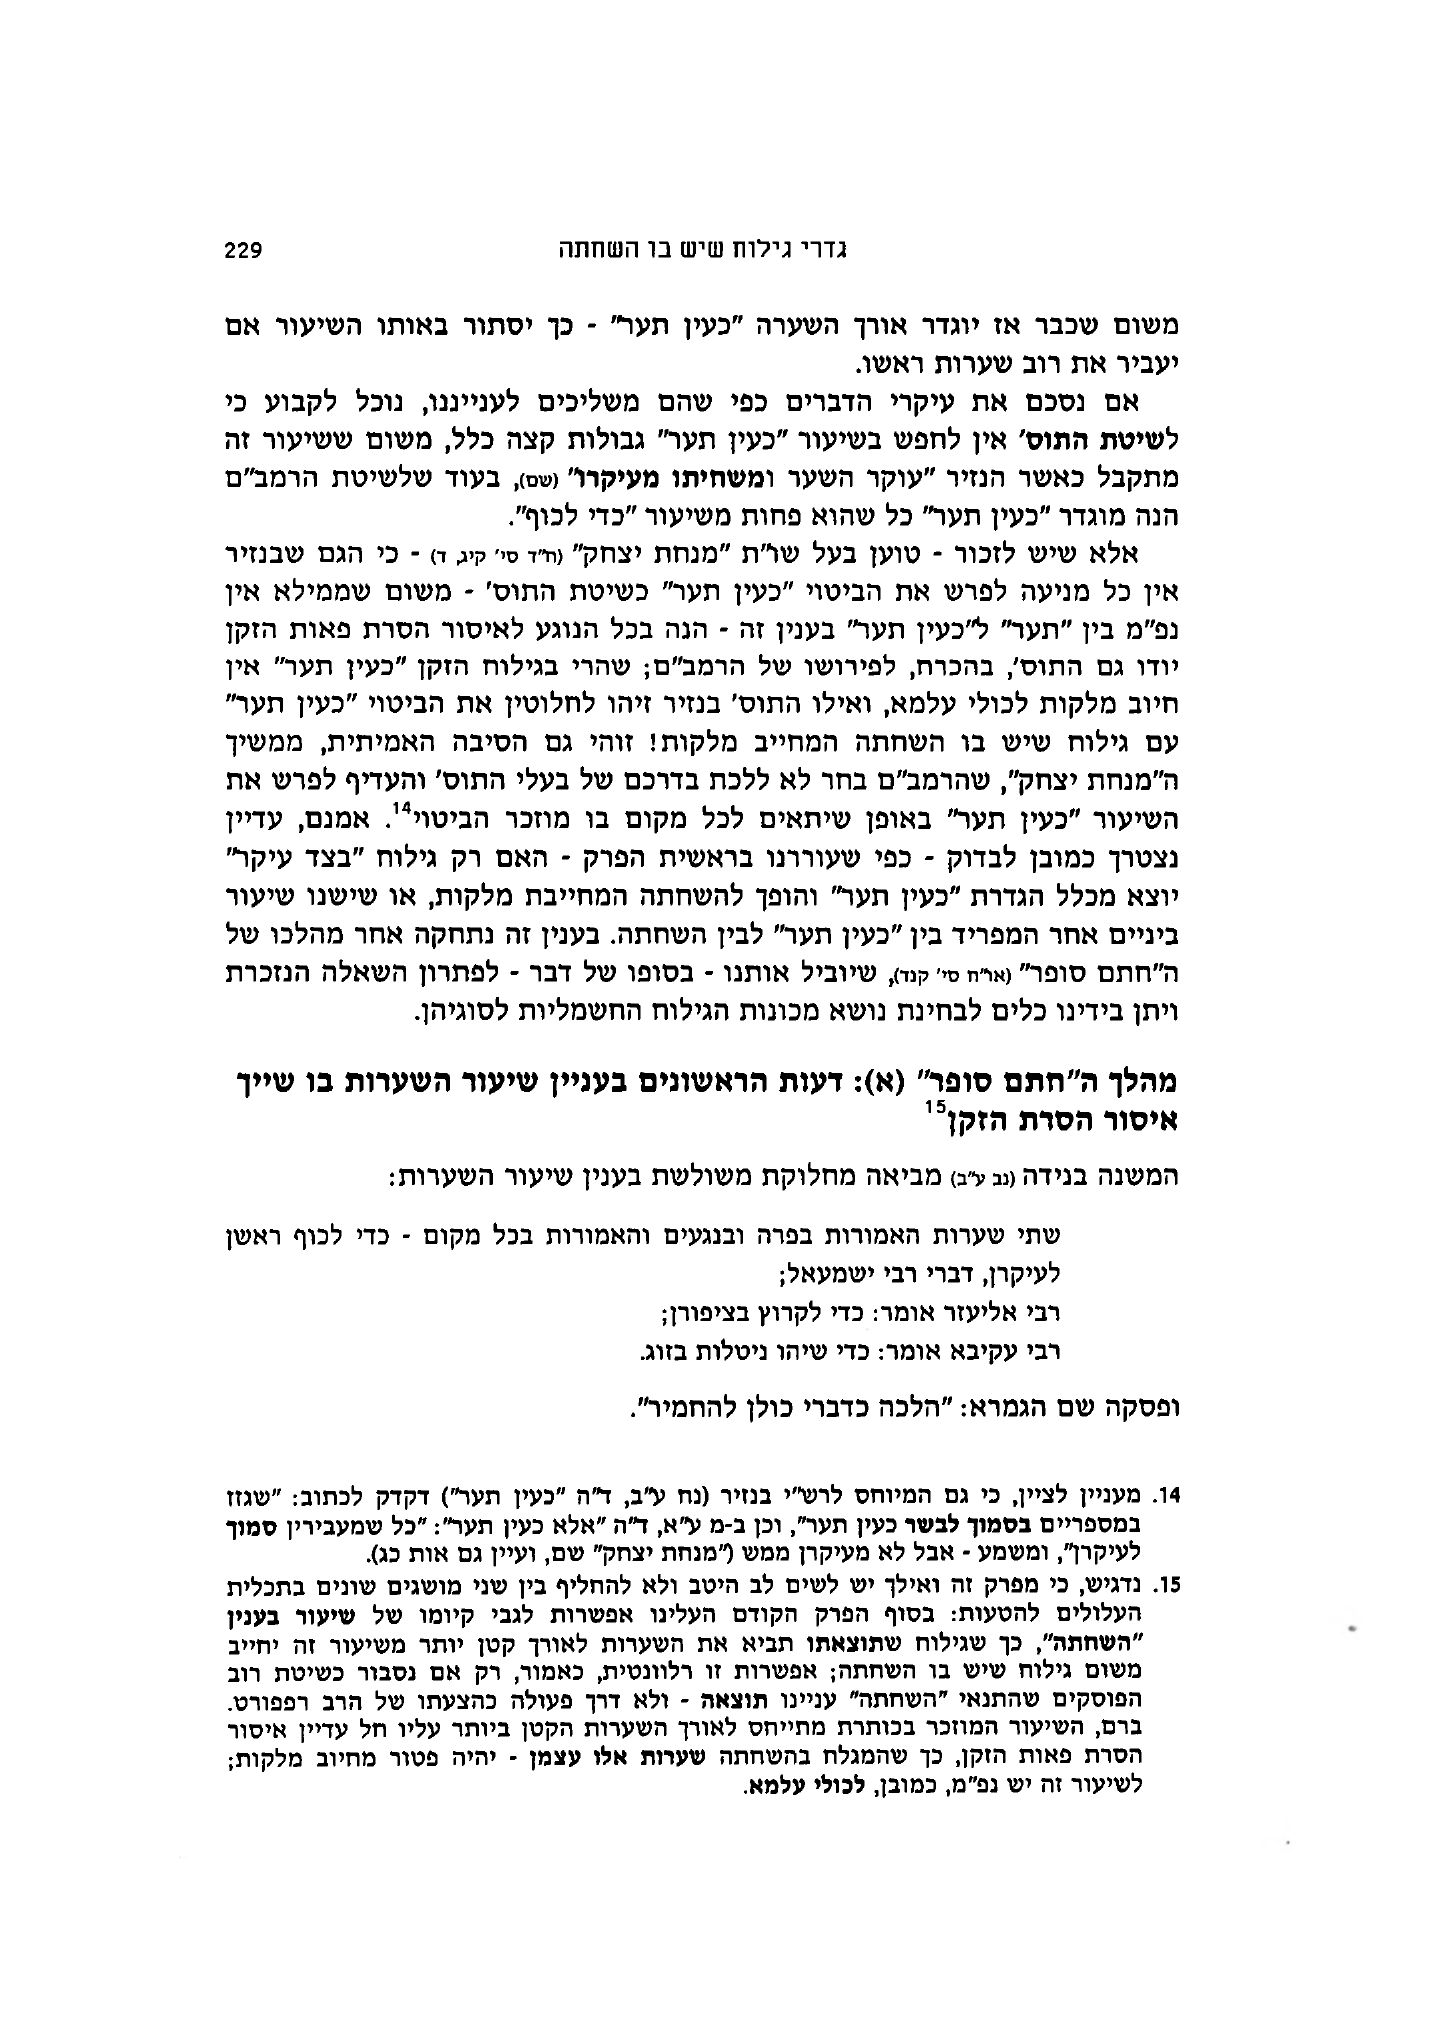 גדרי גילוח שיש בו השחתה 229
משום שכבר אז יוגדר אורך השערה "כעין תער" - כך יסתור באותו השיעור אם
יעביר את רוב שערות ראשו.
אם נסכם את עיקרי הדברים כפי שהם משליכים לענייננו, נוכל לקבוע כי
לשיטת התוס' אין לחפש בשיעור "כעין תער" גבולות קצה כלל, משום ששיעור זה
מתקבל כאשר הנזיר "עוקר השער ומשחיתו מעיקרו" (שם), בעוד שלשיטת הרמב"ם
הנה מוגדר "כעין תער" כל שהוא פחות משיעור "כדי לכוף".
אלא שיש לזכור - טוען בעל שו"ת "מנחת יצחק" (ח"ד סי' קיג, ד) - כי הגם שבנזיר
אין כל מניעה לפרש את הביטוי "כעין תער" כשיטת התוס' - משום שממילא אין
נפ"מ בין "תער" ל"כעין תער" בענין זה - הנה בכל הנוגע לאיסור הסרת פאות הזקן
יודו גם התוס', בהכרח, לפירושו של הרמב"ם; שהרי בגילוח הזקן "כעין תער" אין
חיוב מלקות לכולי עלמא, ואילו התוס' בנזיר זיהו לחלוטין את הביטוי "כעין תער"
עם גילוח שיש בו השחתה המחייב מלקות! זוהי גם הסיבה האמיתית, ממשיך
ה"מנחת יצחק", שהרמב"ם בחר לא ללכת בדרכם של בעלי התוס' והעדיף לפרש את
השיעור "כעין תער" באופן שיתאים לכל מקום בו מוזכר הביטוי14. אמנם, עדיין
נצטרך כמובן לבדוק - כפי שעוררנו בראשית הפרק - האם רק גילוח "בצד עיקר"
יוצא מכלל הגדרת "כעין תער" והופך להשחתה המחייבת מלקות, או שישנו שיעור
ביניים אחר המפריד בין "כעין תער" לבין השחתה. בענין זה נתחקה אחר מהלכו של
ה"חתם סופר" (או"ח סי' קנד), שיוביל אותנו - בסופו של דבר - לפתרון השאלה הנזכרת
ויתן בידינו כלים לבחינת נושא מכונות הגילוח החשמליות לסוגיהן.
מהלך ה"חתם סופר" (א): דעות הראשונים בעניין שיעור השערות בו שייך
איסור הסרת הזקן15
המשנה בנידה (נב ע"ב) מביאה מחלוקת משולשת בענין שיעור השערות:
שתי שערות האמורות בפרה ובנגעים והאמורות בכל מקום - כדי לכוף ראשן
לעיקרן, דברי רבי ישמעאל;
רבי אליעזר אומר: כדי לקרוץ בציפורן;
רבי עקיבא אומר: כדי שיהו ניטלות בזוג.
ופסקה שם הגמרא: "הלכה כדברי כולן להחמיר".
14. מעניין לציין, כי גם המיוחס לרש"י בנזיר (נח ע"ב, ד"ה "כעין תער") דקדק לכתוב: "שגזז
במספריים בסמוך לבשר כעין תער", וכן ב-מ ע"א, ד"ה "אלא כעין תער": "כל שמעבירין סמוך
לעיקרן", ומשמע - אבל לא מעיקרן ממש ("מנחת יצחק" שם, ועיין גם אות כג).
15. נדגיש, כי מפרק זה ואילך יש לשים לב היטב ולא להחליף בין שני מושגים שונים בתכלית
העלולים להטעות: בסוף הפרק הקודם העלינו אפשרות לגבי קיומו של שיעור בענין
"השחתה", כך שגילוח שתוצאתו תביא את השערות לאורך קטן יותר משיעור זה יחייב
משום גילוח שיש בו השחתה; אפשרות זו רלוונטית, כאמור, רק אם נסבור כשיטת רוב
הפוסקים שהתנאי "השחתה" עניינו תוצאה - ולא דרך פעולה כהצעתו של הרב רפפורט.
ברם, השיעור המוזכר בכותרת מתייחס לאורך השערות הקטן ביותר עליו חל עדיין איסור
הסרת פאות הזקן, כך שהמגלח בהשחתה שערות אלו עצמן - יהיה פטור מחיוב מלקות;
לשיעור זה יש נפ"מ, כמובן, לכולי עלמא.